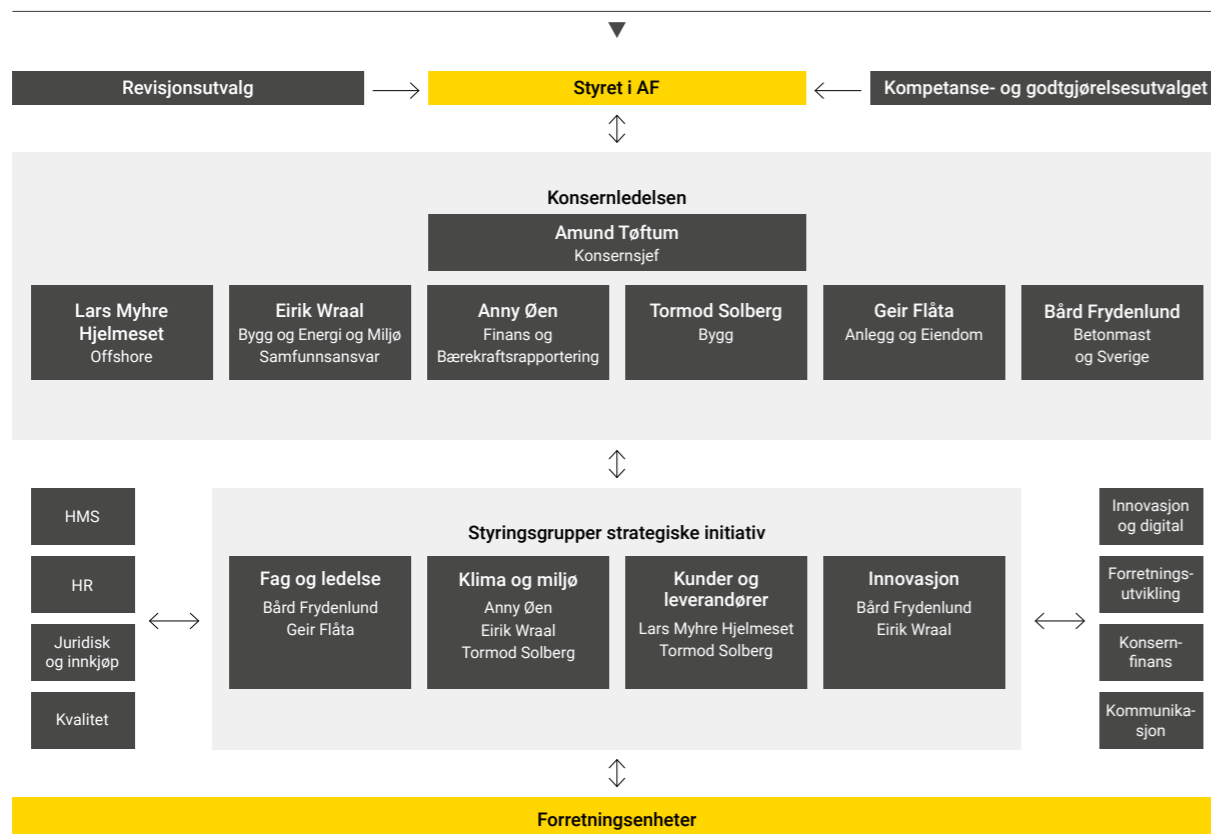 Revisjonsutvalg
Styret i AF
Kompetanse- og godtgjørelsesutvalget
Konsernledelsen
Amund Tøftum
Konsernsjef
Lars Myhre
Hjelmeset
Offshore
Eirik Wraal
Bygg og Energi og Miljø
Samfunnsansvar
Anny Øen
Finans og
Bærekraftsrapportering
Tormod Solberg
Bygg
Geir Flåta
Anlegg og Eiendom
Bård Frydenlund
Betonmast
og Sverige
HMS
HR
Juridisk
og innkjøp
Kvalitet
Styringsgrupper strategiske initiativ
Fag og ledelse
Bård Frydenlund
Geir Flåta
Klima og miljø
Anny Øen
Eirik Wraal
Tormod Solberg
Kunder og
leverandører
Lars Myhre Hjelmeset
Tormod Solberg
Innovasjon
Bård Frydenlund
Eirik Wraal
Innovasjon
og digital
Forretnings-
utvikling
Konsern-
finans
Kommunika-
sjon
Forretningsenheter